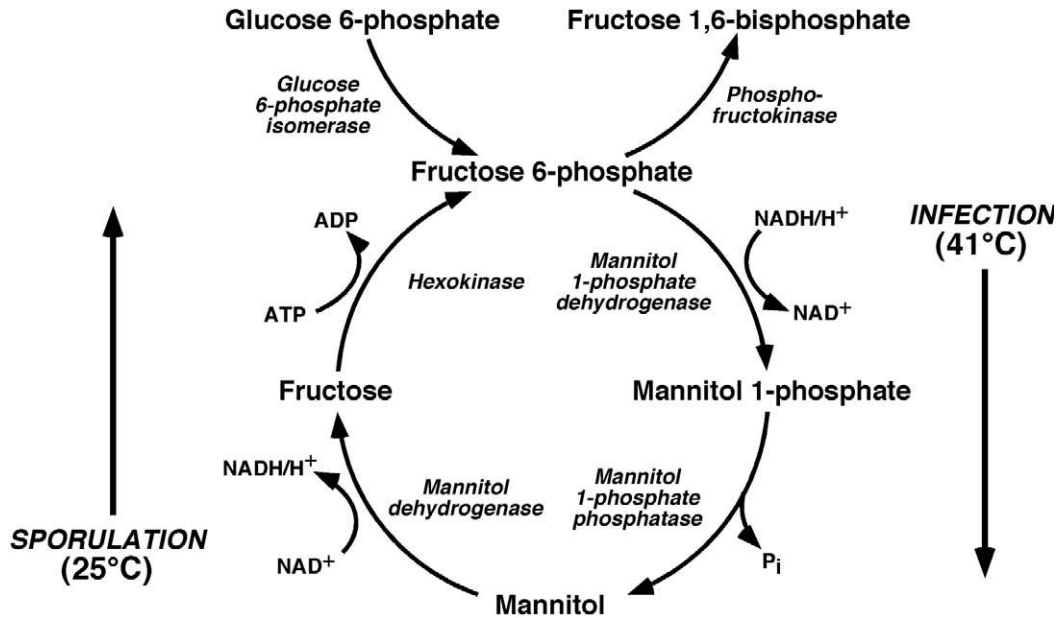 Glucose 6-phosphate
Fructose 1,6-bisphosphate
Glucose
6-phosphate
isomerase
Phospho-
fructokinase
Fructose 6-phosphate
ADP
NADH/H+
INFECTION
(41°C)
Hexokinase
Mannitol
1-phosphate
dehydrogenase
ATP
NAD+
Fructose
Mannitol 1-phosphate
NADH/H+
Mannitol
dehydrogenase
Mannitol
1-phosphate
phosphatase
SPORULATION
(25°C)
NAD+
Pi
Mannitol